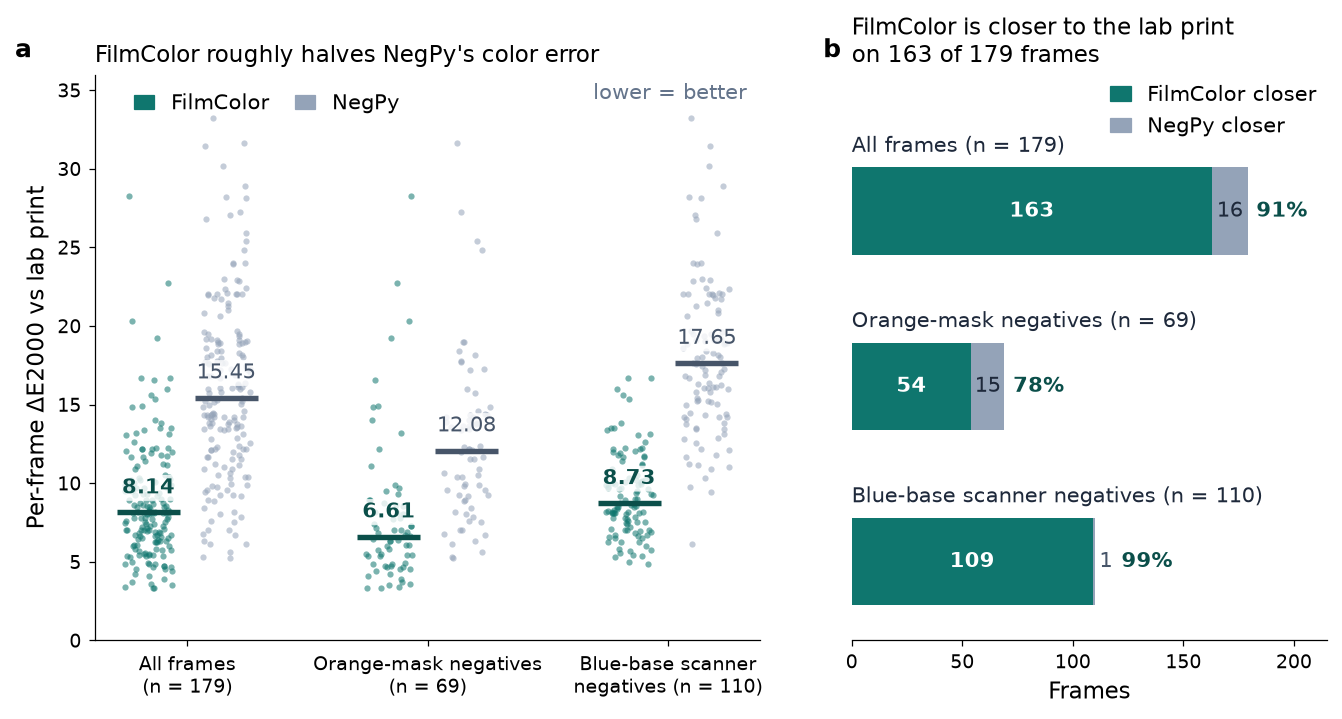 a
FilmColor roughly halves NegPy's color error
FilmColor NegPy
lower = better
Per-frame ΔE2000 vs lab print
35
30
25
20
15
10
5
0
8.14
15.45
6.61
12.08
8.73
17.65
All frames
(n = 179)
Orange-mask negatives
(n = 69)
Blue-base scanner
negatives (n = 110)
b
FilmColor is closer to the lab print
on 163 of 179 frames
FilmColor closer
NegPy closer
All frames (n = 179)
163 16 91%
Orange-mask negatives (n = 69)
54 15 78%
Blue-base scanner negatives (n = 110)
109 1 99%
0 50 100 150 200
Frames